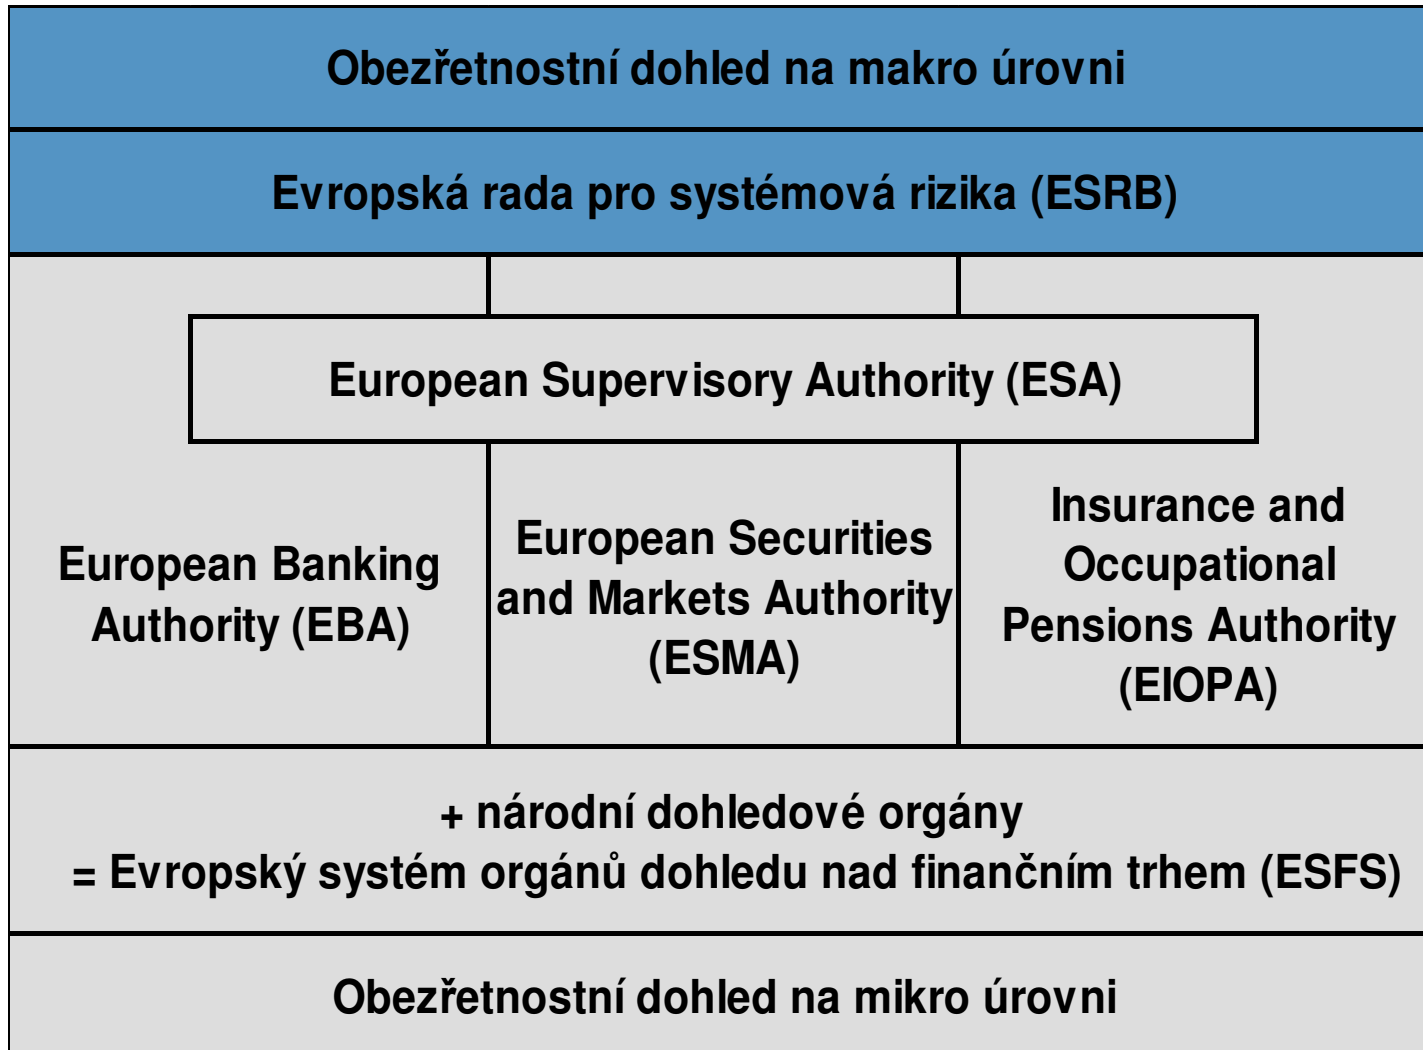 Obezřetnostní dohled na makro úrovni
Evropská rada pro systémová rizika (ESRB)
European Supervisory Authority (ESA)
European Banking
Authority (EBA)
European Securities
and Markets Authority
(ESMA)
Insurance and
Occupational
Pensions Authority
(EIOPA)
+ národní dohledové orgány
= Evropský systém orgánů dohledu nad finančním trhem (ESFS)
Obezřetnostní dohled na mikro úrovni